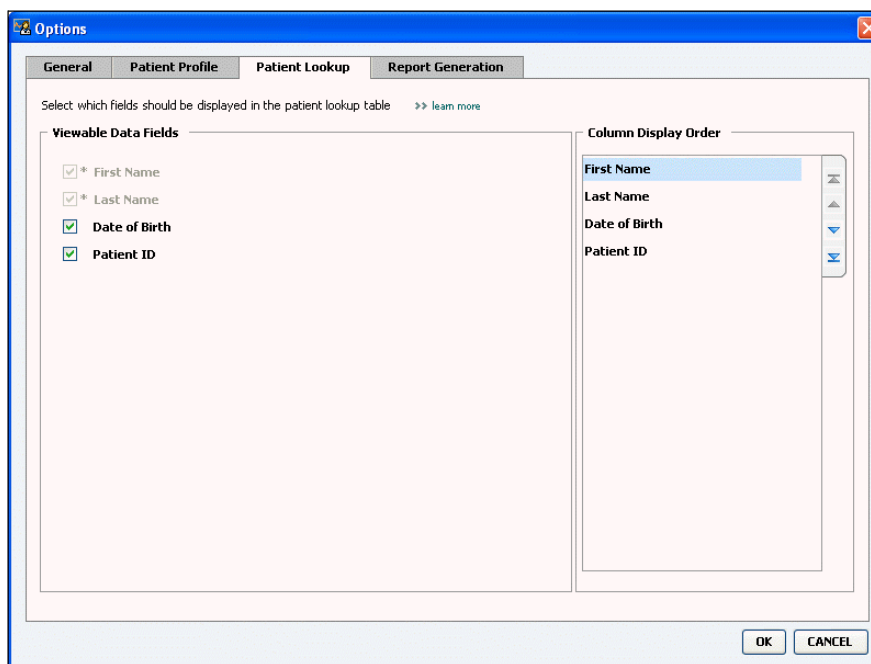 Options
General Patient Profile Patient Lookup Report Generation
Select which fields should be displayed in the patient lookup table >> learn more
Viewable Data Fields
* First Name
* Last Name
Date of Birth
Patient ID
Column Display Order
First Name
Last Name
Date of Birth
Patient ID
OK CANCEL